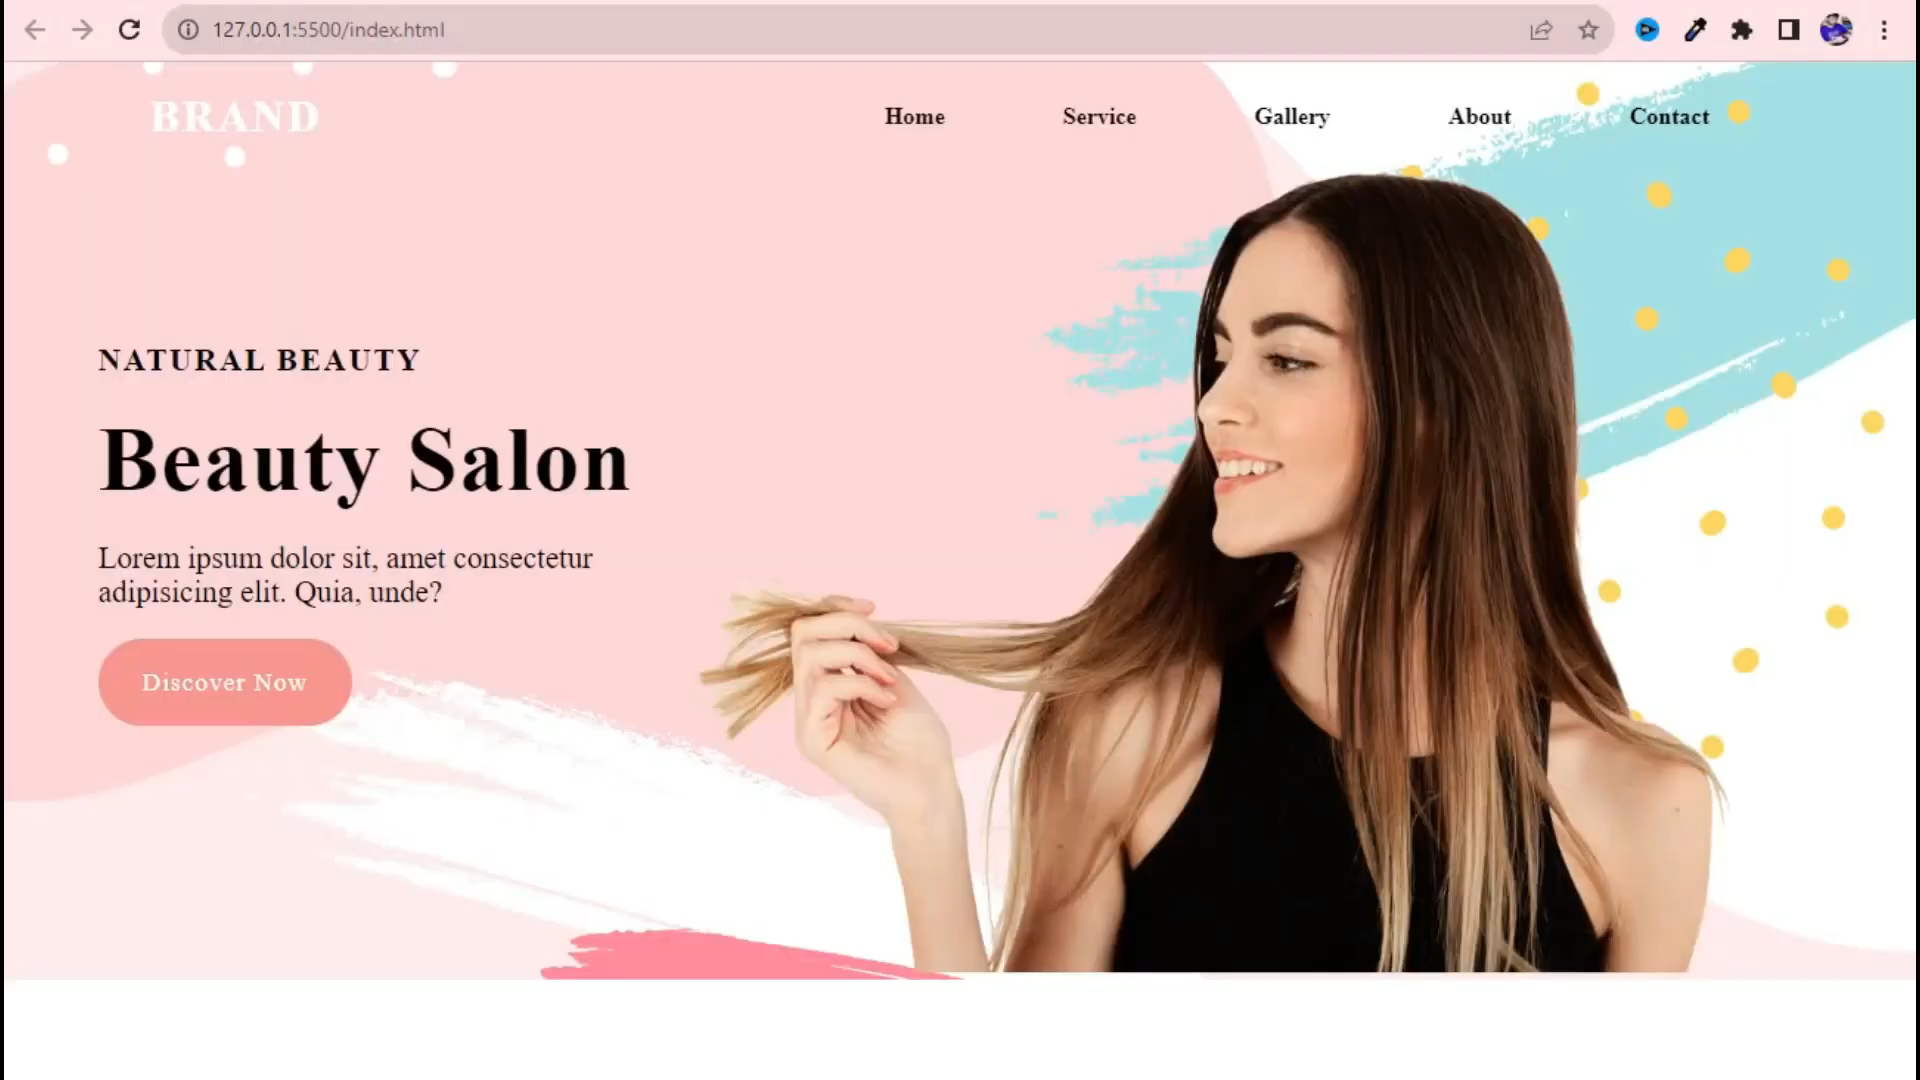 127.0.0.1:5500/index.html
BRAND
Home Service Gallery About Contact
NATURAL BEAUTY
Beauty Salon
Lorem ipsum dolor sit, amet consectetur
adipisicing elit. Quia, unde?
Discover Now